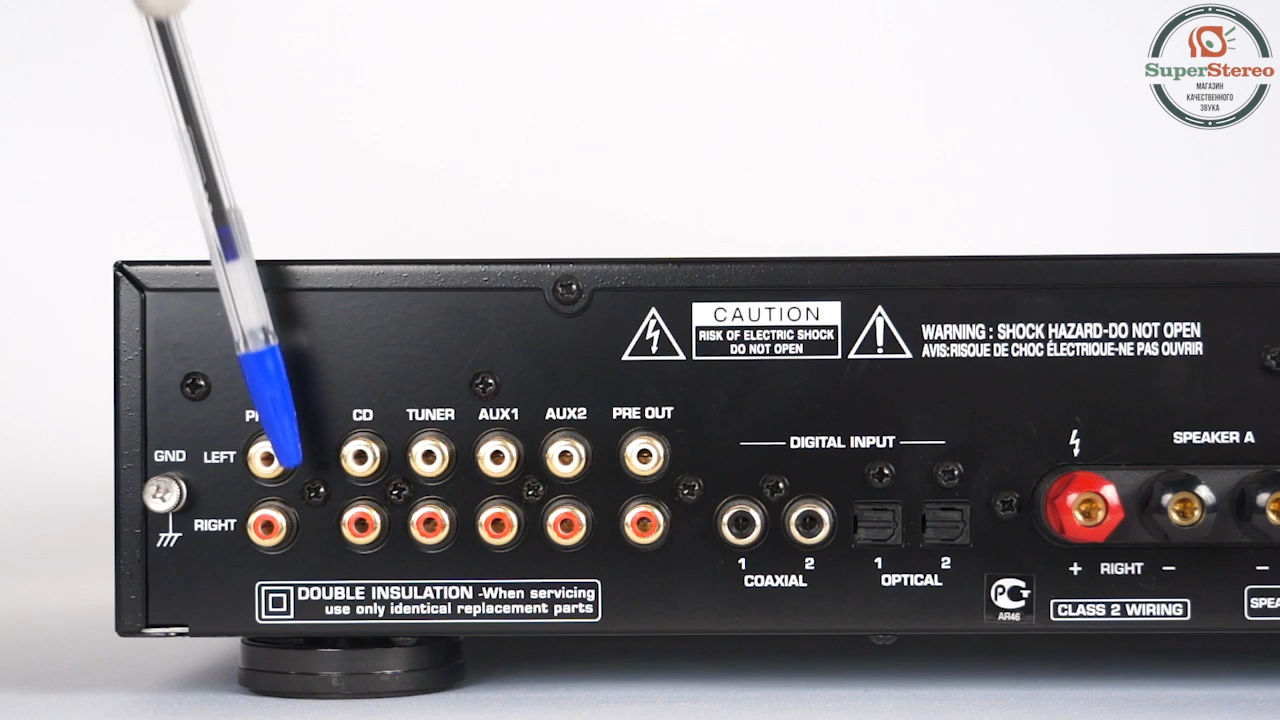 SuperStereo
МАГАЗИН
КАЧЕСТВЕННОГО
ЗВУКА
CAUTION
RISK OF ELECTRIC SHOCK
DO NOT OPEN
WARNING : SHOCK HAZARD-DO NOT OPEN
AVIS:RISQUE DE CHOC ÉLECTRIQUE-NE PAS OUVRIR
CD TUNER AUX1 AUX2 PRE OUT
DIGITAL INPUT
SPEAKER A
GND LEFT
RIGHT
1 2 1 2
COAXIAL OPTICAL
+ RIGHT − −
DOUBLE INSULATION -When servicing
use only identical replacement parts
РСТ
АЯ46
CLASS 2 WIRING